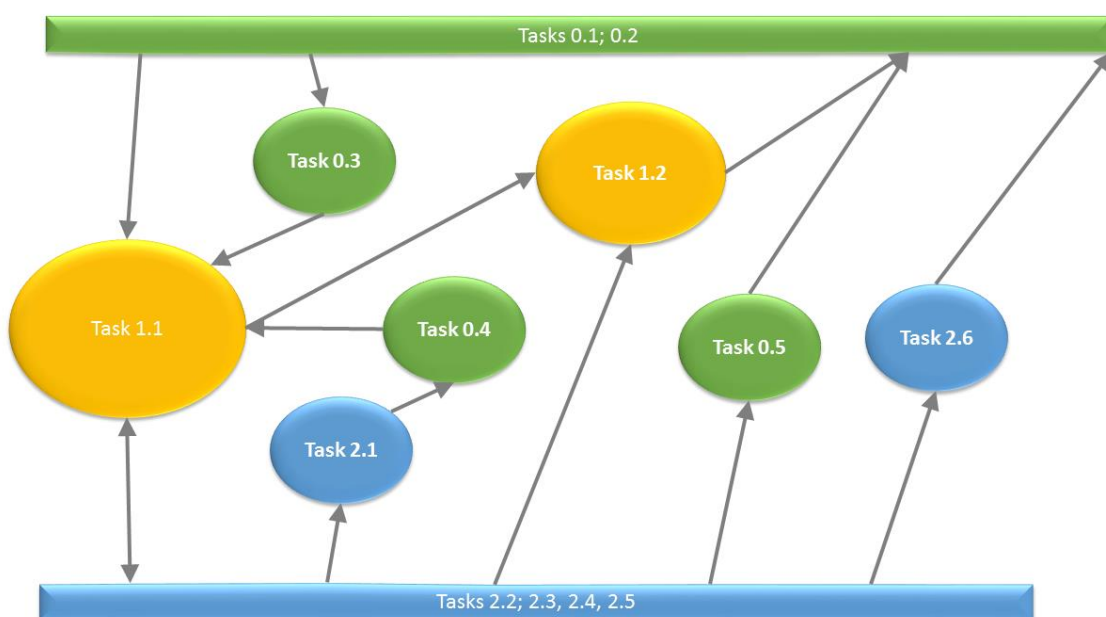 Tasks 0.1; 0.2
Task 0.3
Task 1.2
Task 1.1
Task 0.4
Task 0.5
Task 2.6
Task 2.1
Tasks 2.2; 2.3, 2.4, 2.5